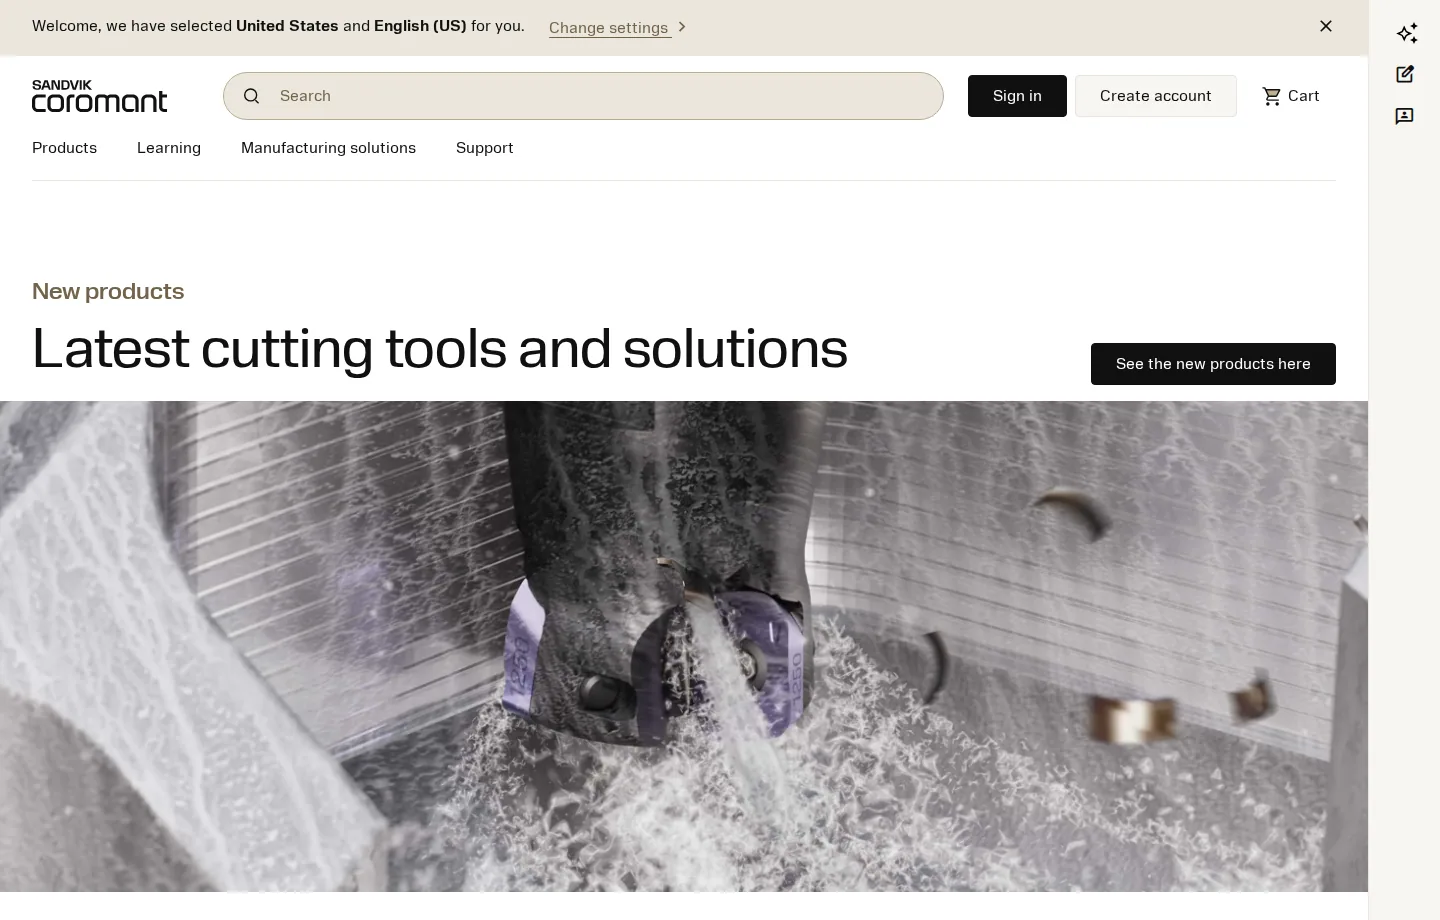 Welcome, we have selected United States and English (US) for you.
Change settings
SANDVIK
coromant
Search
Sign in
Create account
Cart
Products
Learning
Manufacturing solutions
Support
New products
Latest cutting tools and solutions
See the new products here
1250
1250